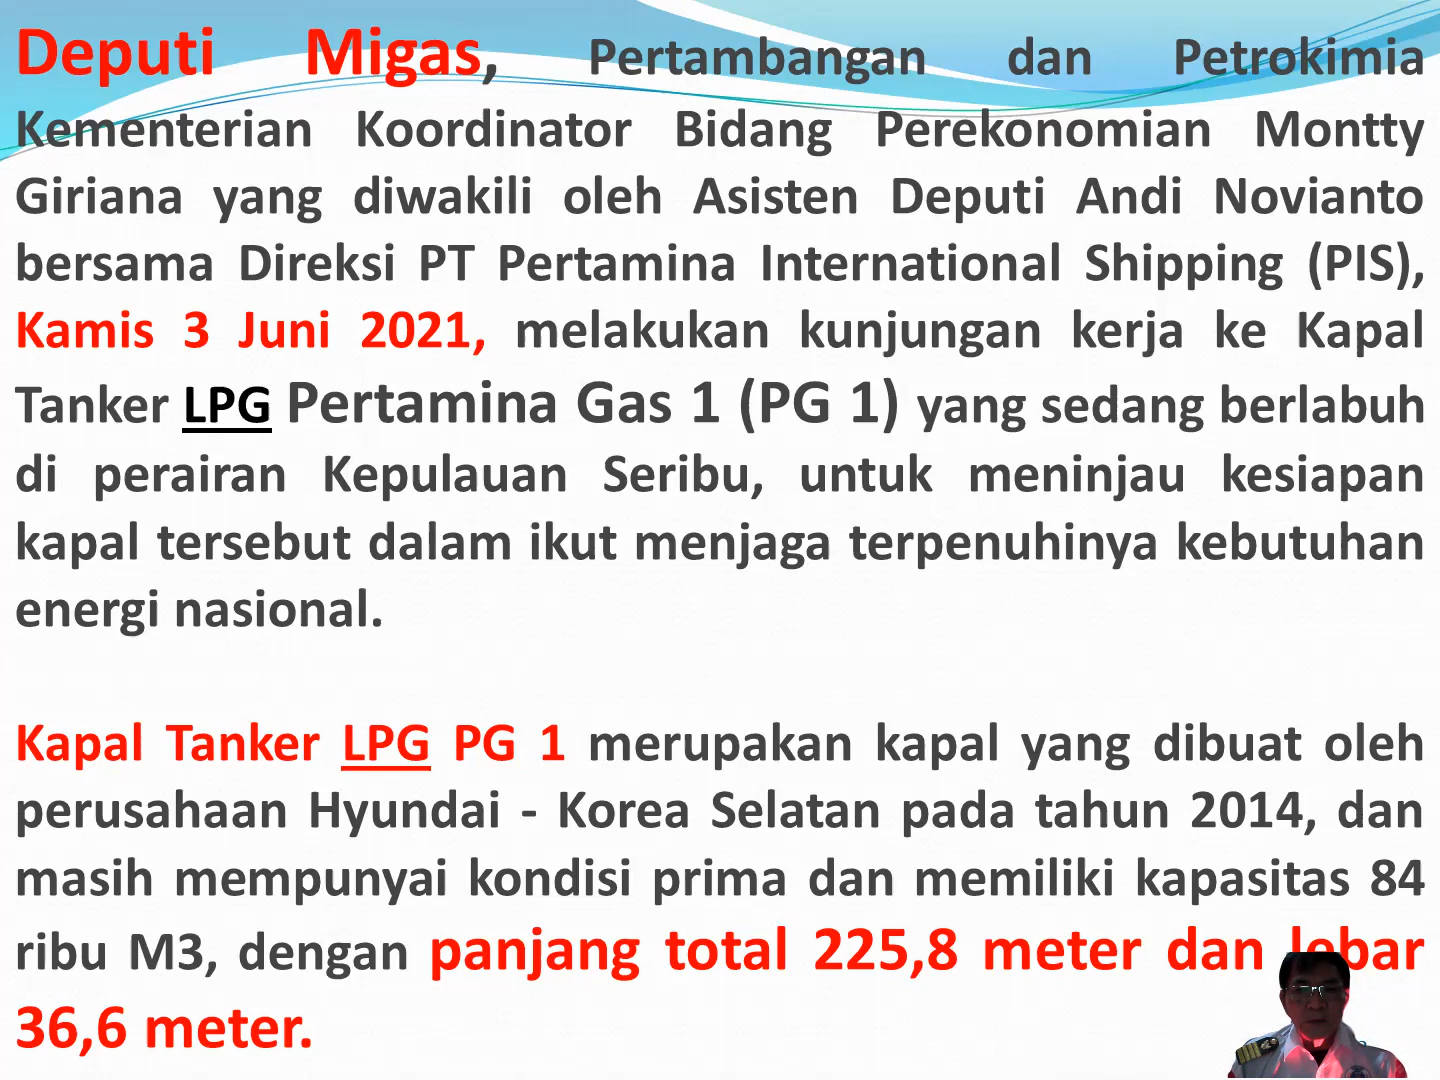 Deputi Migas, Pertambangan dan Petrokimia
Kementerian Koordinator Bidang Perekonomian Montty
Giriana yang diwakili oleh Asisten Deputi Andi Novianto
bersama Direksi PT Pertamina International Shipping (PIS),
Kamis 3 Juni 2021, melakukan kunjungan kerja ke Kapal
Tanker LPG Pertamina Gas 1 (PG 1) yang sedang berlabuh
di perairan Kepulauan Seribu, untuk meninjau kesiapan
kapal tersebut dalam ikut menjaga terpenuhinya kebutuhan
energi nasional.
Kapal Tanker LPG PG 1 merupakan kapal yang dibuat oleh
perusahaan Hyundai - Korea Selatan pada tahun 2014, dan
masih mempunyai kondisi prima dan memiliki kapasitas 84
ribu M3, dengan panjang total 225,8 meter dan lebar
36,6 meter.